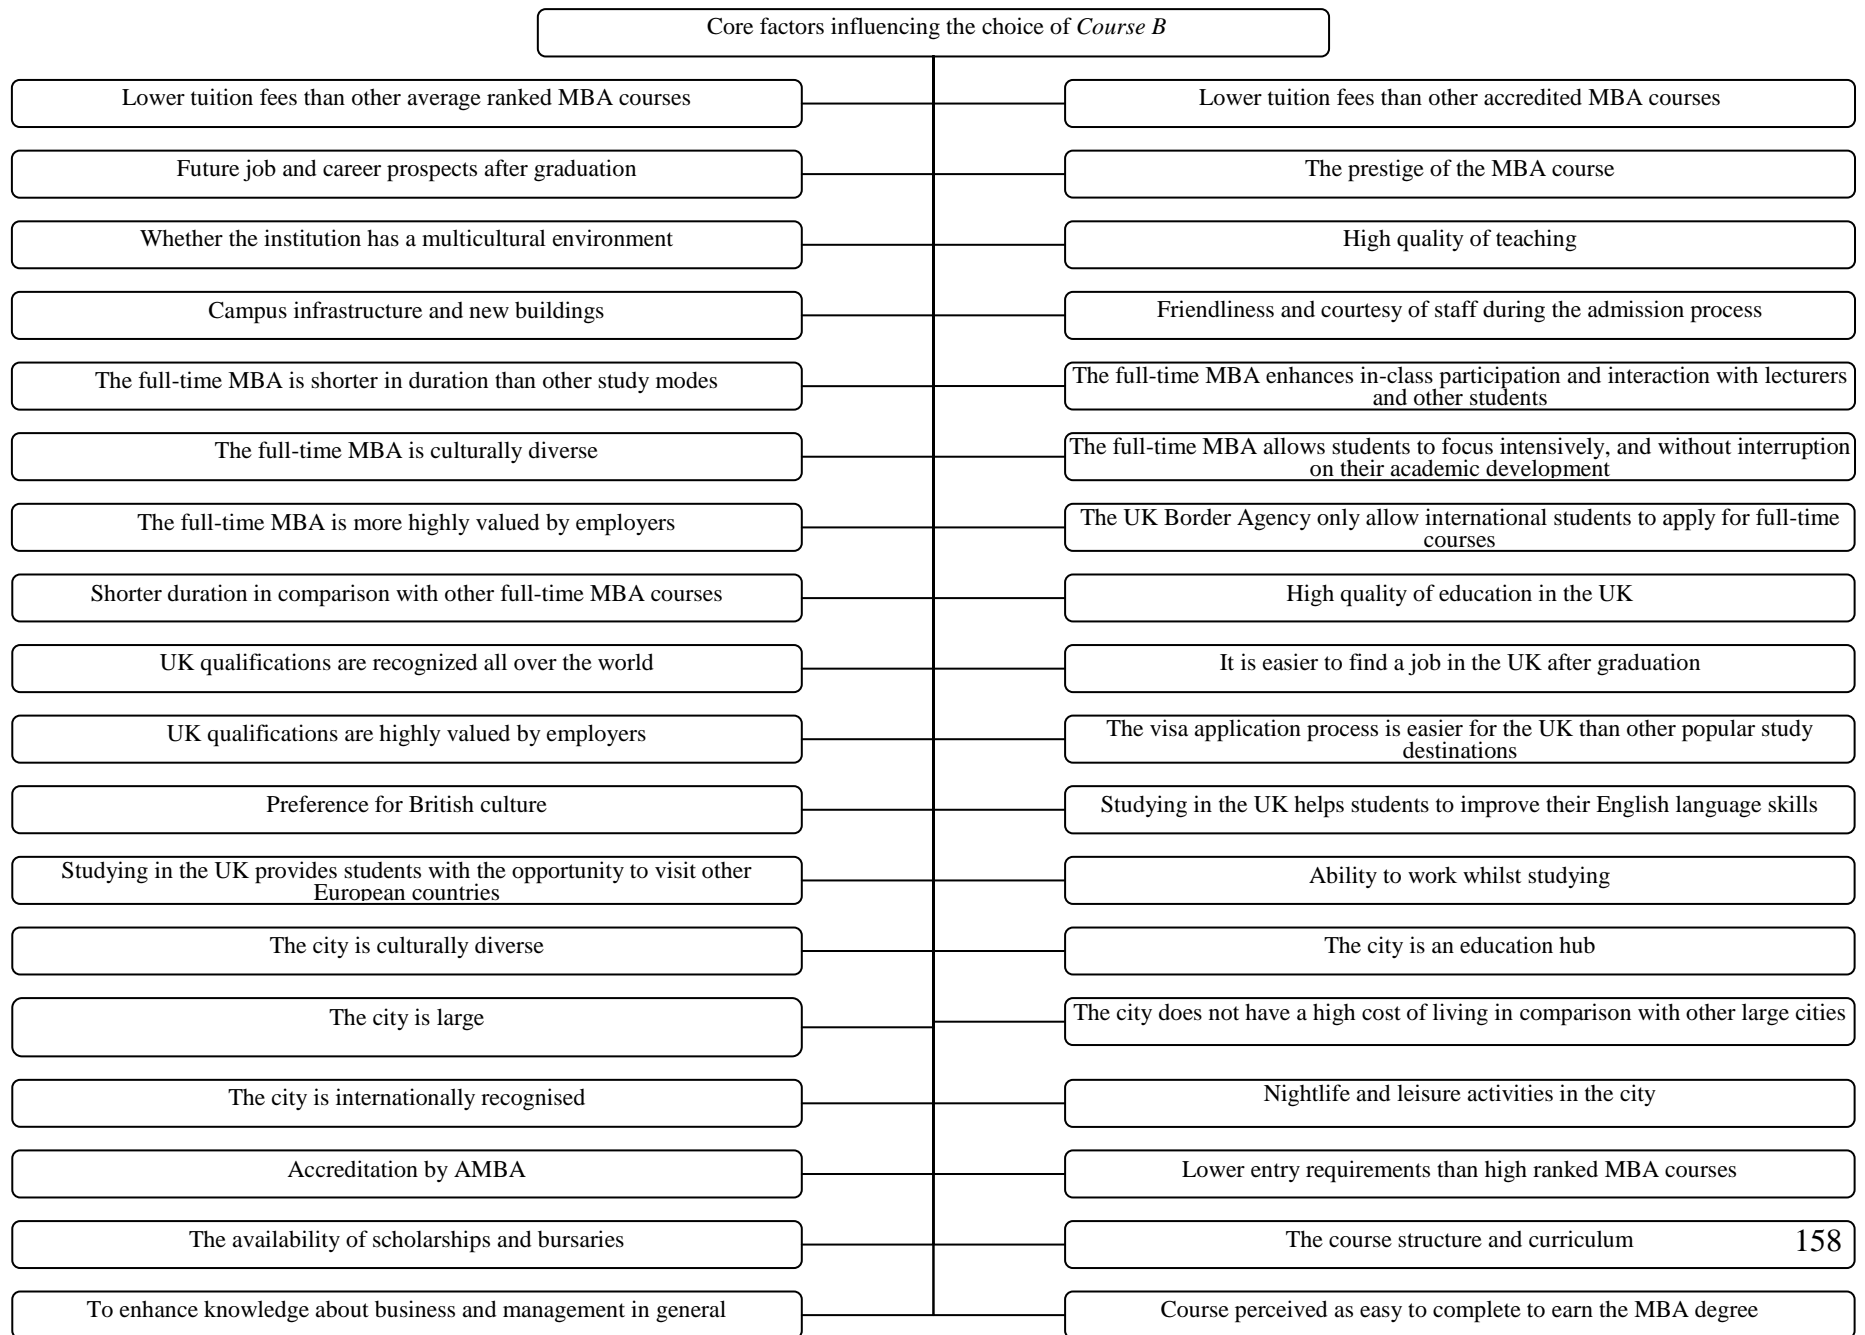 Core factors influencing the choice of Course B
Lower tuition fees than other average ranked MBA courses
Lower tuition fees than other accredited MBA courses
Future job and career prospects after graduation
The prestige of the MBA course
Whether the institution has a multicultural environment
High quality of teaching
Campus infrastructure and new buildings
Friendliness and courtesy of staff during the admission process
The full-time MBA is shorter in duration than other study modes
The full-time MBA enhances in-class participation and interaction with lecturers
and other students
The full-time MBA is culturally diverse
The full-time MBA allows students to focus intensively, and without interruption
on their academic development
The full-time MBA is more highly valued by employers
The UK Border Agency only allow international students to apply for full-time
courses
Shorter duration in comparison with other full-time MBA courses
High quality of education in the UK
UK qualifications are recognized all over the world
It is easier to find a job in the UK after graduation
UK qualifications are highly valued by employers
The visa application process is easier for the UK than other popular study
destinations
Preference for British culture
Studying in the UK helps students to improve their English language skills
Studying in the UK provides students with the opportunity to visit other
European countries
Ability to work whilst studying
The city is culturally diverse
The city is an education hub
The city is large
The city does not have a high cost of living in comparison with other large cities
The city is internationally recognised
Nightlife and leisure activities in the city
Accreditation by AMBA
Lower entry requirements than high ranked MBA courses
The availability of scholarships and bursaries
The course structure and curriculum
158
To enhance knowledge about business and management in general
Course perceived as easy to complete to earn the MBA degree